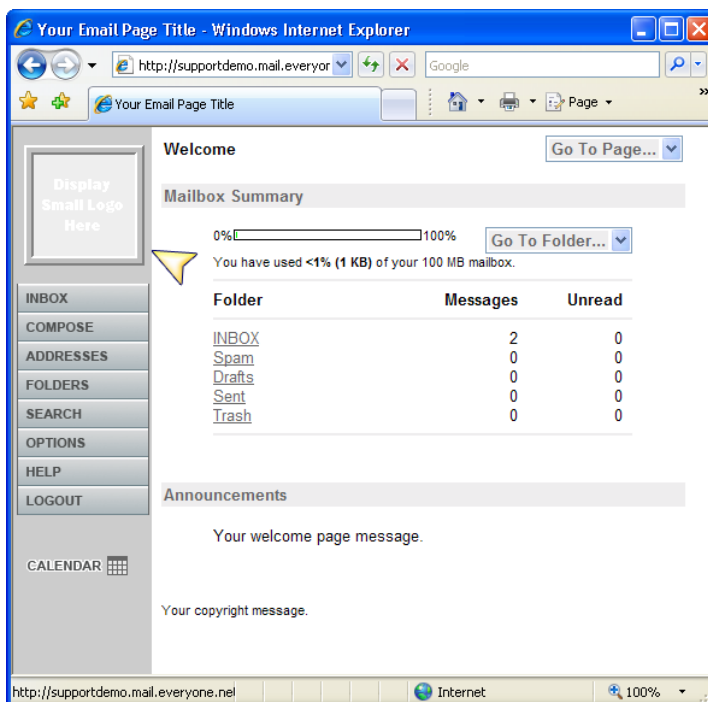 Your Email Page Title - Windows Internet Explorer
http://supportdemo.mail.everyor
Google
Your Email Page Title
Page
»
Display
Small Logo
Here
Welcome
Go To Page...
Mailbox Summary
0% 100%
Go To Folder...
You have used <1% (1 KB) of your 100 MB mailbox.
Folder Messages Unread
INBOX 2 0
Spam 0 0
Drafts 0 0
Sent 0 0
Trash 0 0
INBOX
COMPOSE
ADDRESSES
FOLDERS
SEARCH
OPTIONS
HELP
LOGOUT
CALENDAR
Announcements
Your welcome page message.
Your copyright message.
http://supportdemo.mail.everyone.net
Internet
100%